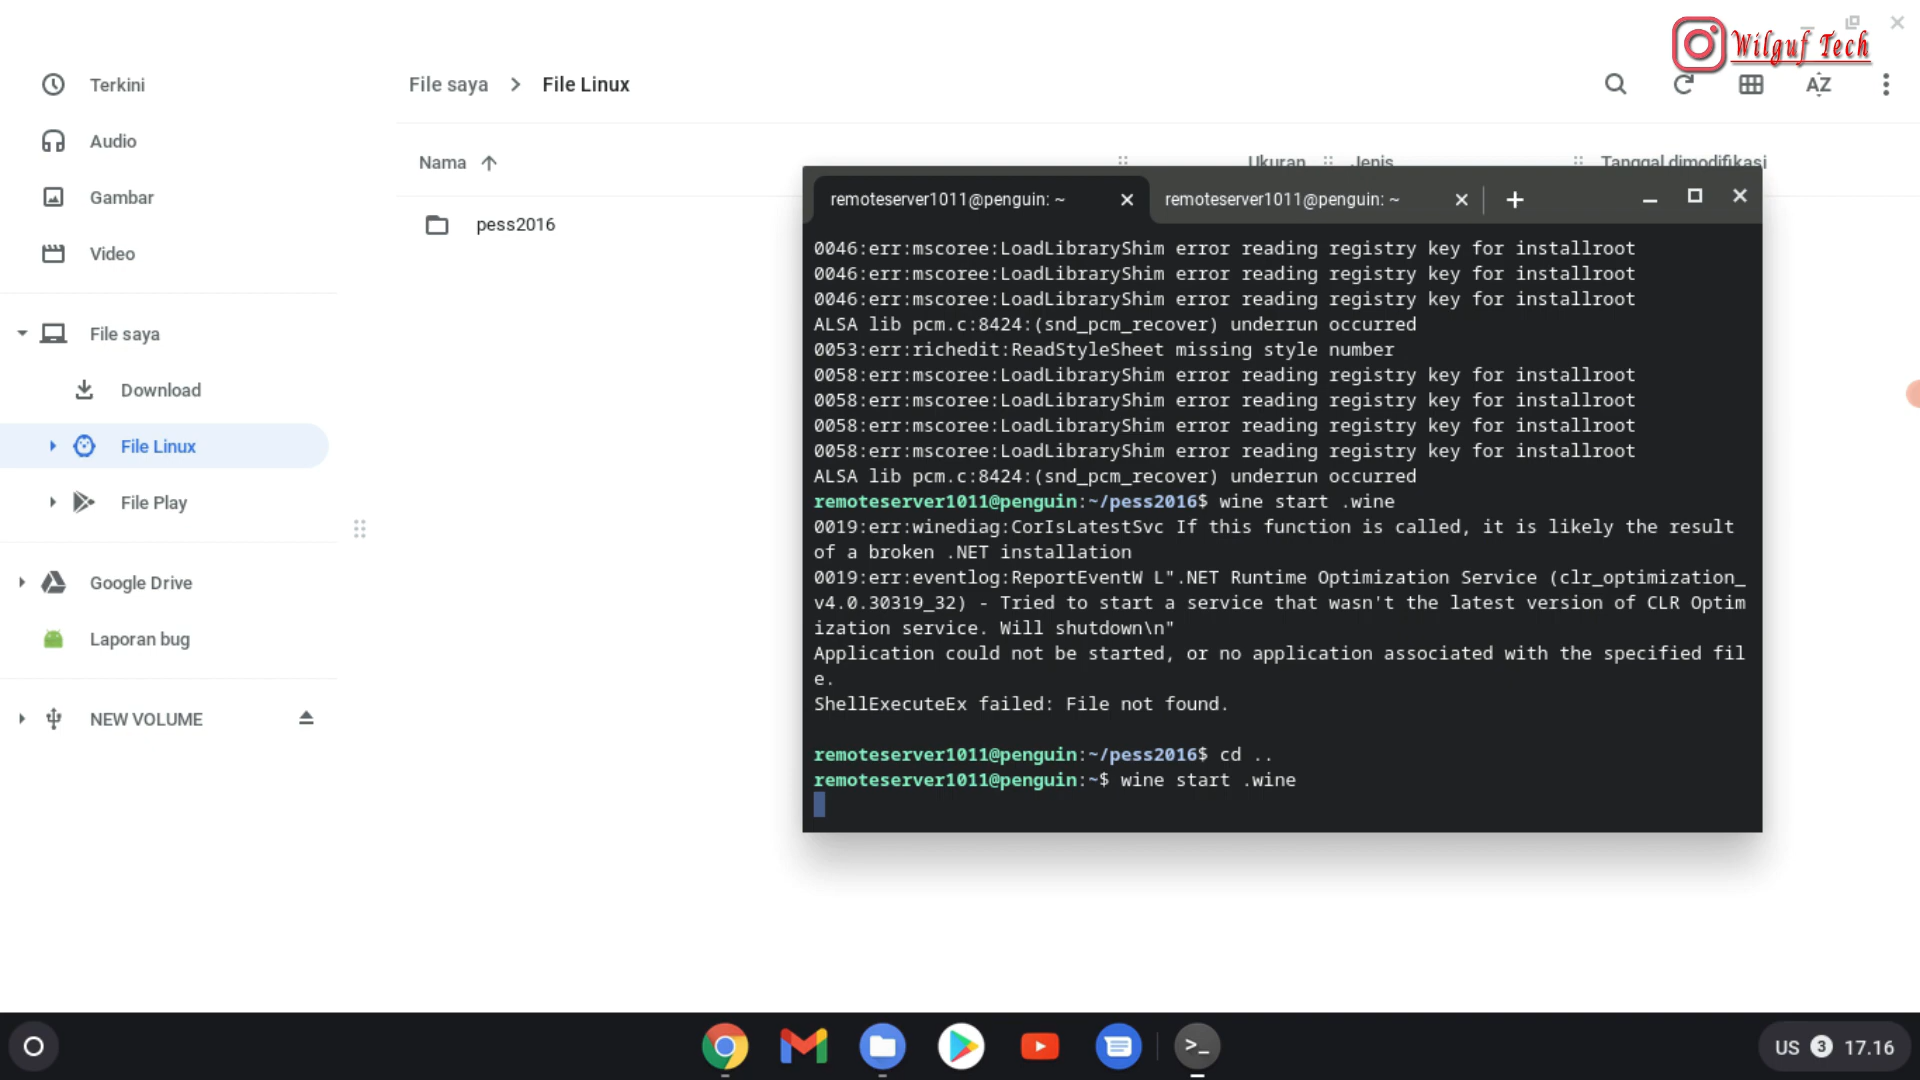 Wilguf Tech
Terkini
Audio
Gambar
Video
File saya
Download
File Linux
File Play
Google Drive
Laporan bug
NEW VOLUME
File saya > File Linux
AZ
Nama
Ukuran
Jenis
Tanggal dimodifikasi
pess2016
remoteserver1011@penguin: ~
remoteserver1011@penguin: ~
0046:err:mscoree:LoadLibraryShim error reading registry key for installroot
0046:err:mscoree:LoadLibraryShim error reading registry key for installroot
0046:err:mscoree:LoadLibraryShim error reading registry key for installroot
ALSA lib pcm.c:8424:(snd_pcm_recover) underrun occurred
0053:err:richedit:ReadStyleSheet missing style number
0058:err:mscoree:LoadLibraryShim error reading registry key for installroot
0058:err:mscoree:LoadLibraryShim error reading registry key for installroot
0058:err:mscoree:LoadLibraryShim error reading registry key for installroot
0058:err:mscoree:LoadLibraryShim error reading registry key for installroot
ALSA lib pcm.c:8424:(snd_pcm_recover) underrun occurred
remoteserver1011@penguin:~/pess2016$ wine start .wine
0019:err:winediag:CorIsLatestSvc If this function is called, it is likely the result
of a broken .NET installation
0019:err:eventlog:ReportEventW L".NET Runtime Optimization Service (clr_optimization_
v4.0.30319_32) - Tried to start a service that wasn't the latest version of CLR Optim
ization service. Will shutdown\n"
Application could not be started, or no application associated with the specified fil
e.
ShellExecuteEx failed: File not found.
remoteserver1011@penguin:~/pess2016$ cd ..
remoteserver1011@penguin:~$ wine start .wine
US 3 17.16